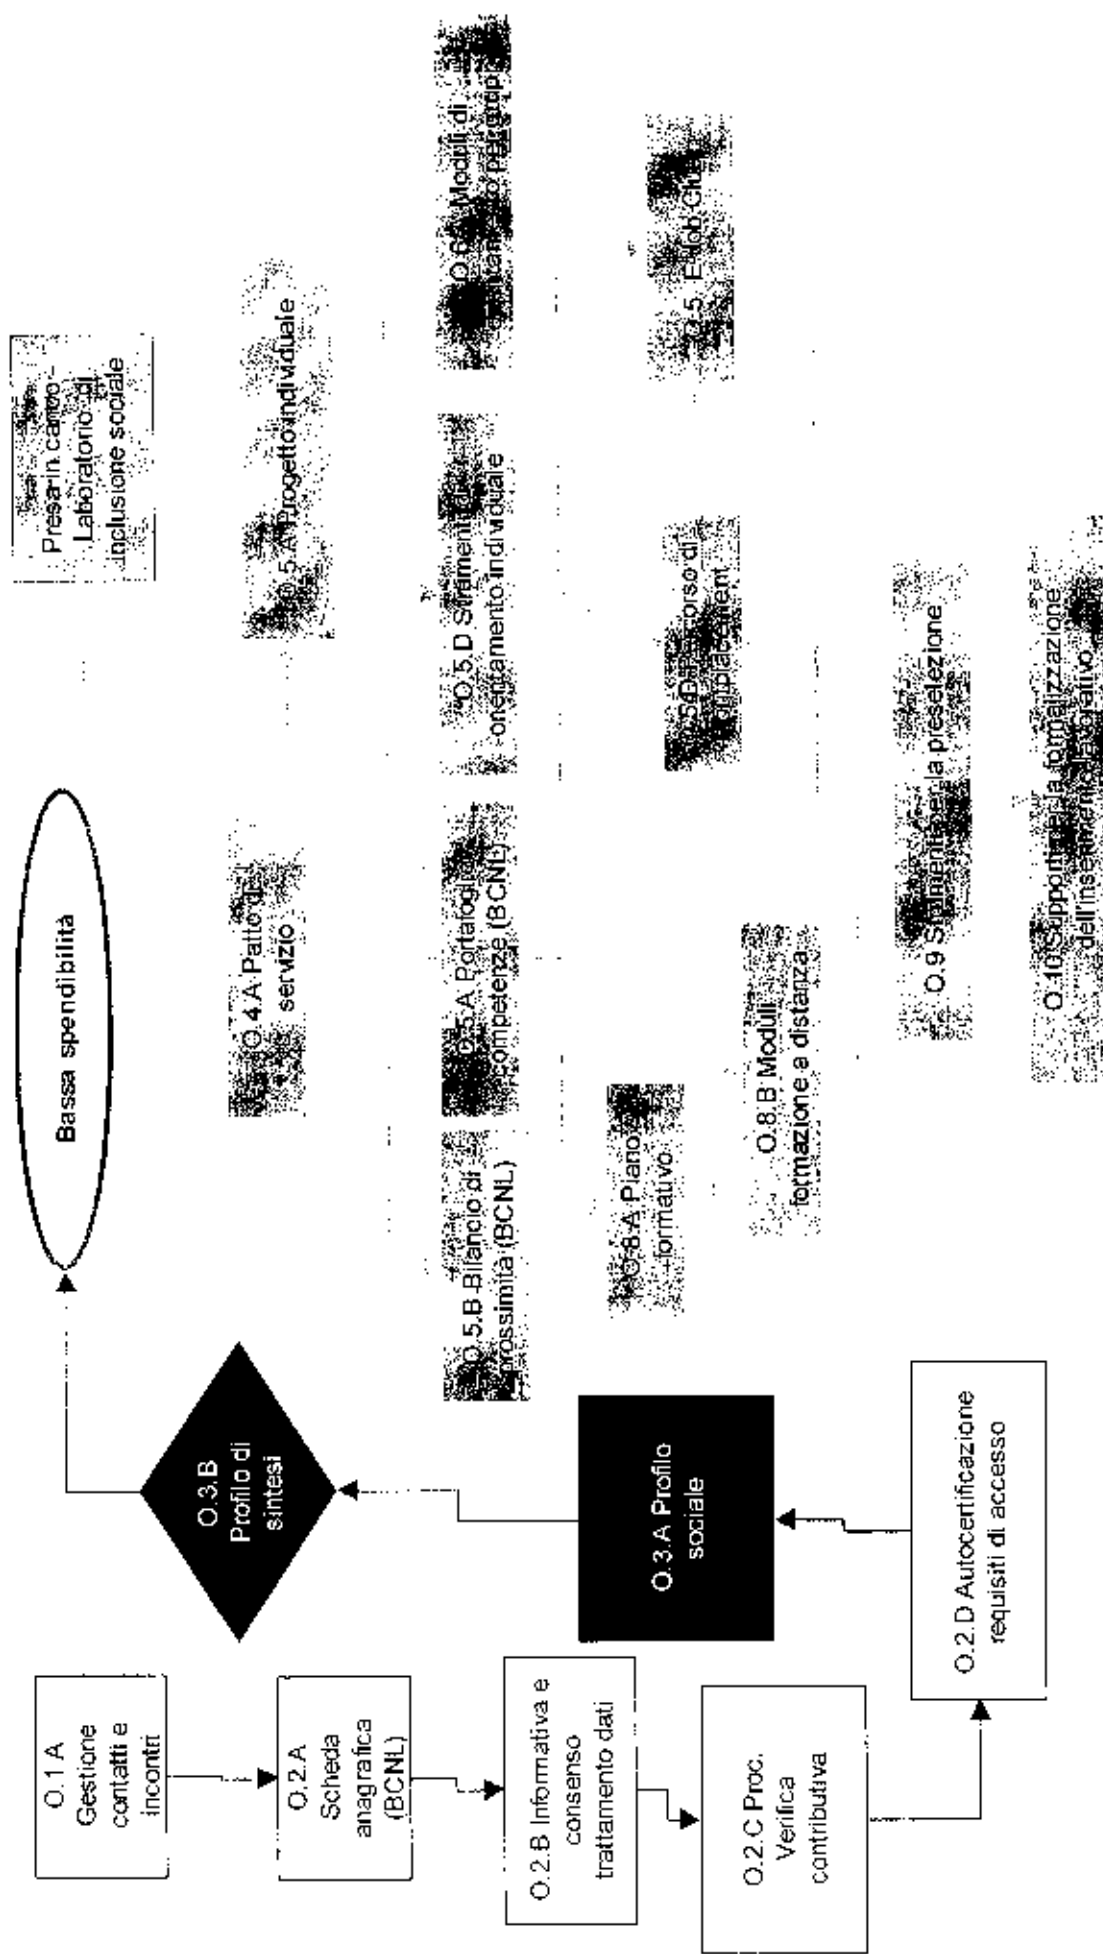 O.1 A
Gestione
contatti e
incontri
O.2.A
Scheda
anagrafica
(BCNL)
O.2.B Informativa e
consenso
trattamento dati
O.2.C Proc.
Verifica
contributiva
O.2.D Autocertificazione
requisiti di accesso
O.3.A Profilo
sociale
O.3.B
Profilo di
sintesi
Bassa spendibilità
Presa in carico -
Laboratorio di
inclusione sociale
O.4.A Patto di
servizio
O.5.A Progetto individuale
O.5.B Bilancio di
prossimità (BCNL)
O.5.A Portafoglio
competenze (BCNL)
O.5.D Strumenti di
orientamento individuale
Moduli di
O.8.A Piano
formativo
O.8.B Moduli
formazione a distanza
O.9 Strumenti per la preselezione
O.10 Supporto per la formalizzazione
dell'inserimento lavorativo